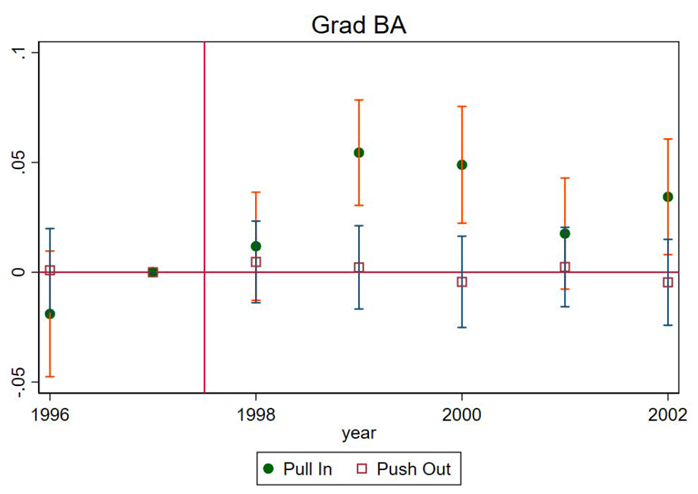 Grad BA
.1
.05
0
-.05
1996
1998
2000
2002
year
Pull In
Push Out